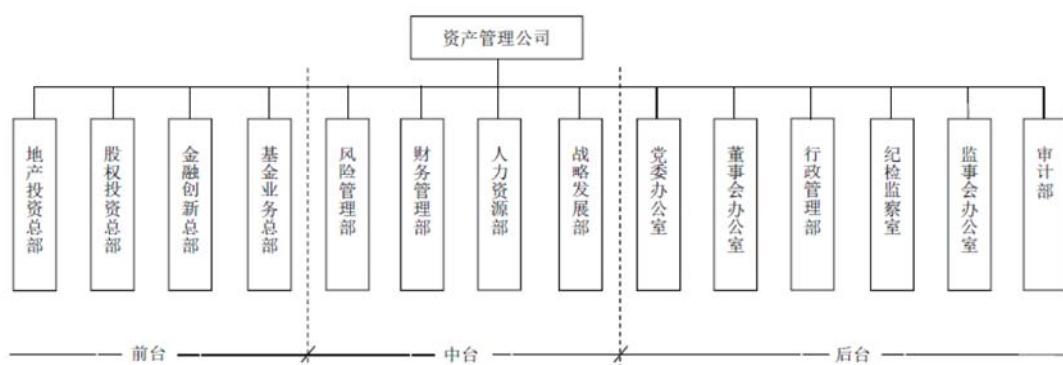 资产管理公司
地产投资总部
股权投资总部
金融创新总部
基金业务总部
风险管理部
财务管理部
人力资源部
战略发展部
党委办公室
董事会办公室
行政管理部
纪检监察室
监事会办公室
审计部
前台
中台
后台